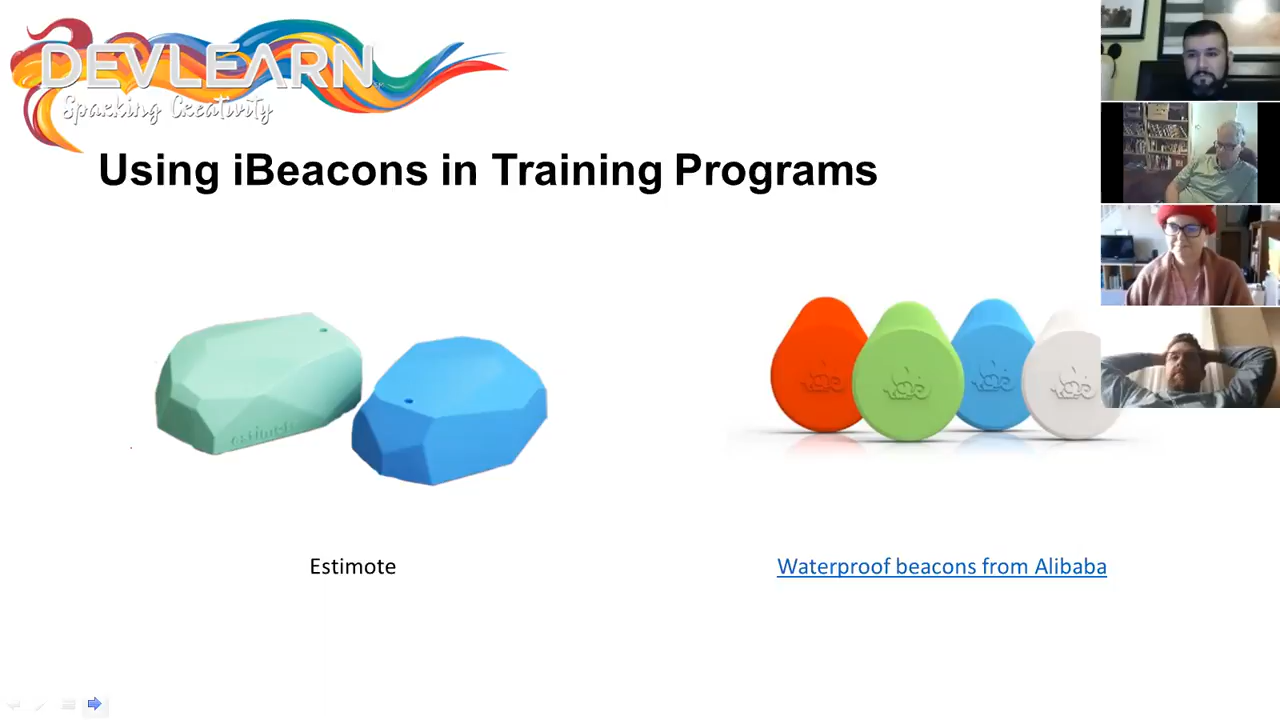 DEVLEARN
Sparking Creativity
Using iBeacons in Training Programs
estimote
Estimote
Waterproof beacons from Alibaba